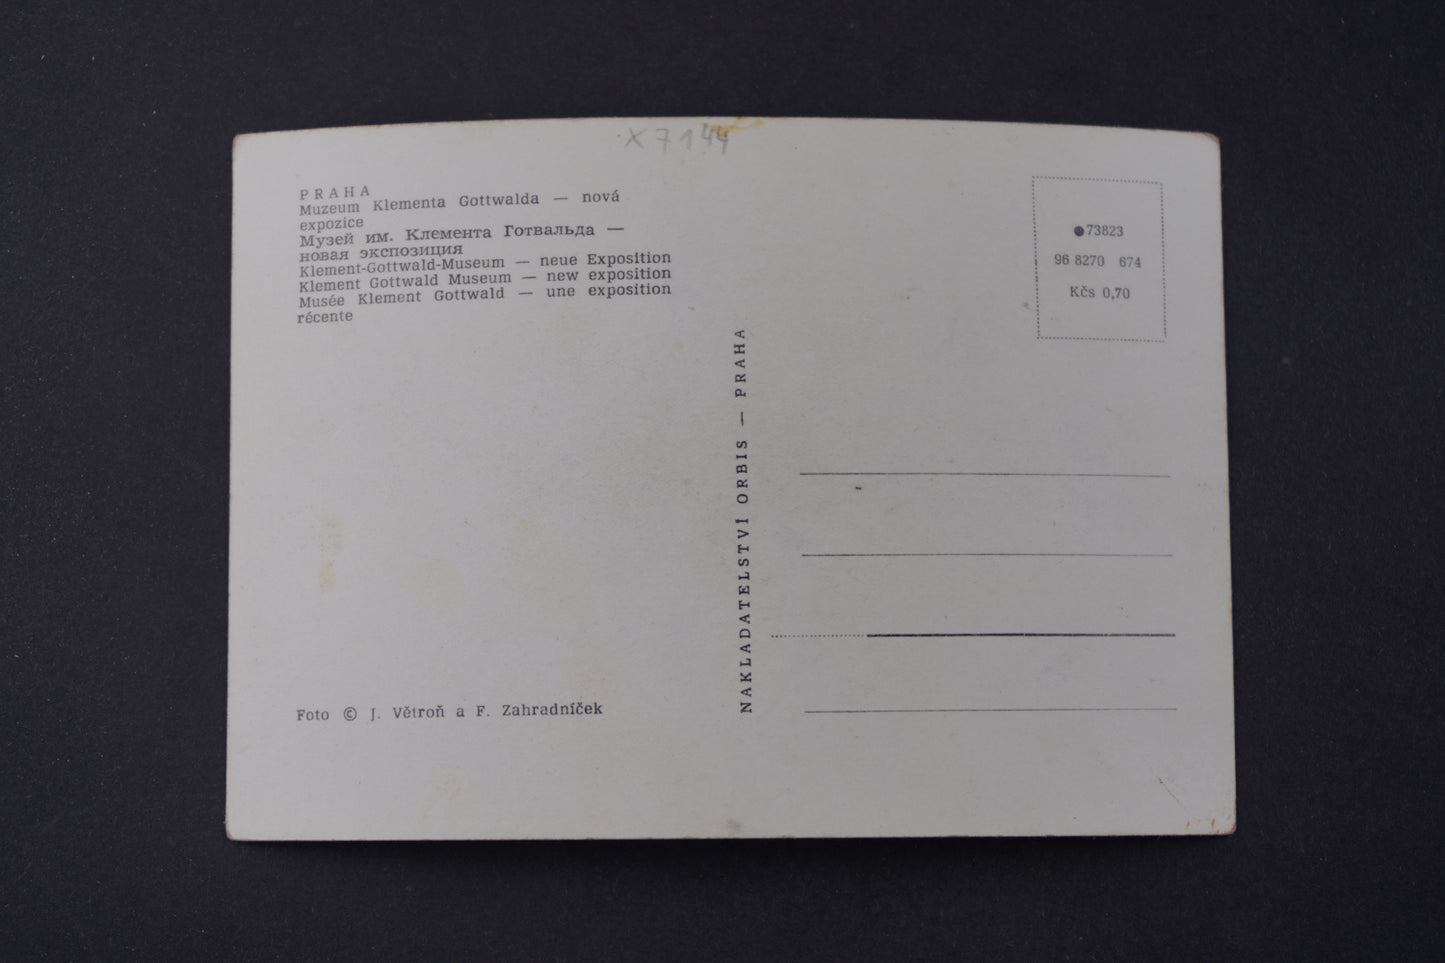 X 7144
PRAHA
Muzeum Klementa Gottwalda — nová
expozice
Музей им. Клемента Готвальда —
новая экспозиция
Klement-Gottwald-Museum — neue Exposition
Klement Gottwald Museum — new exposition
Musée Klement Gottwald — une exposition
récente
Foto © J. Větroň a F. Zahradníček
NAKLADATELSTVÍ ORBIS — PRAHA
●73823
96 8270 674
Kčs 0,70